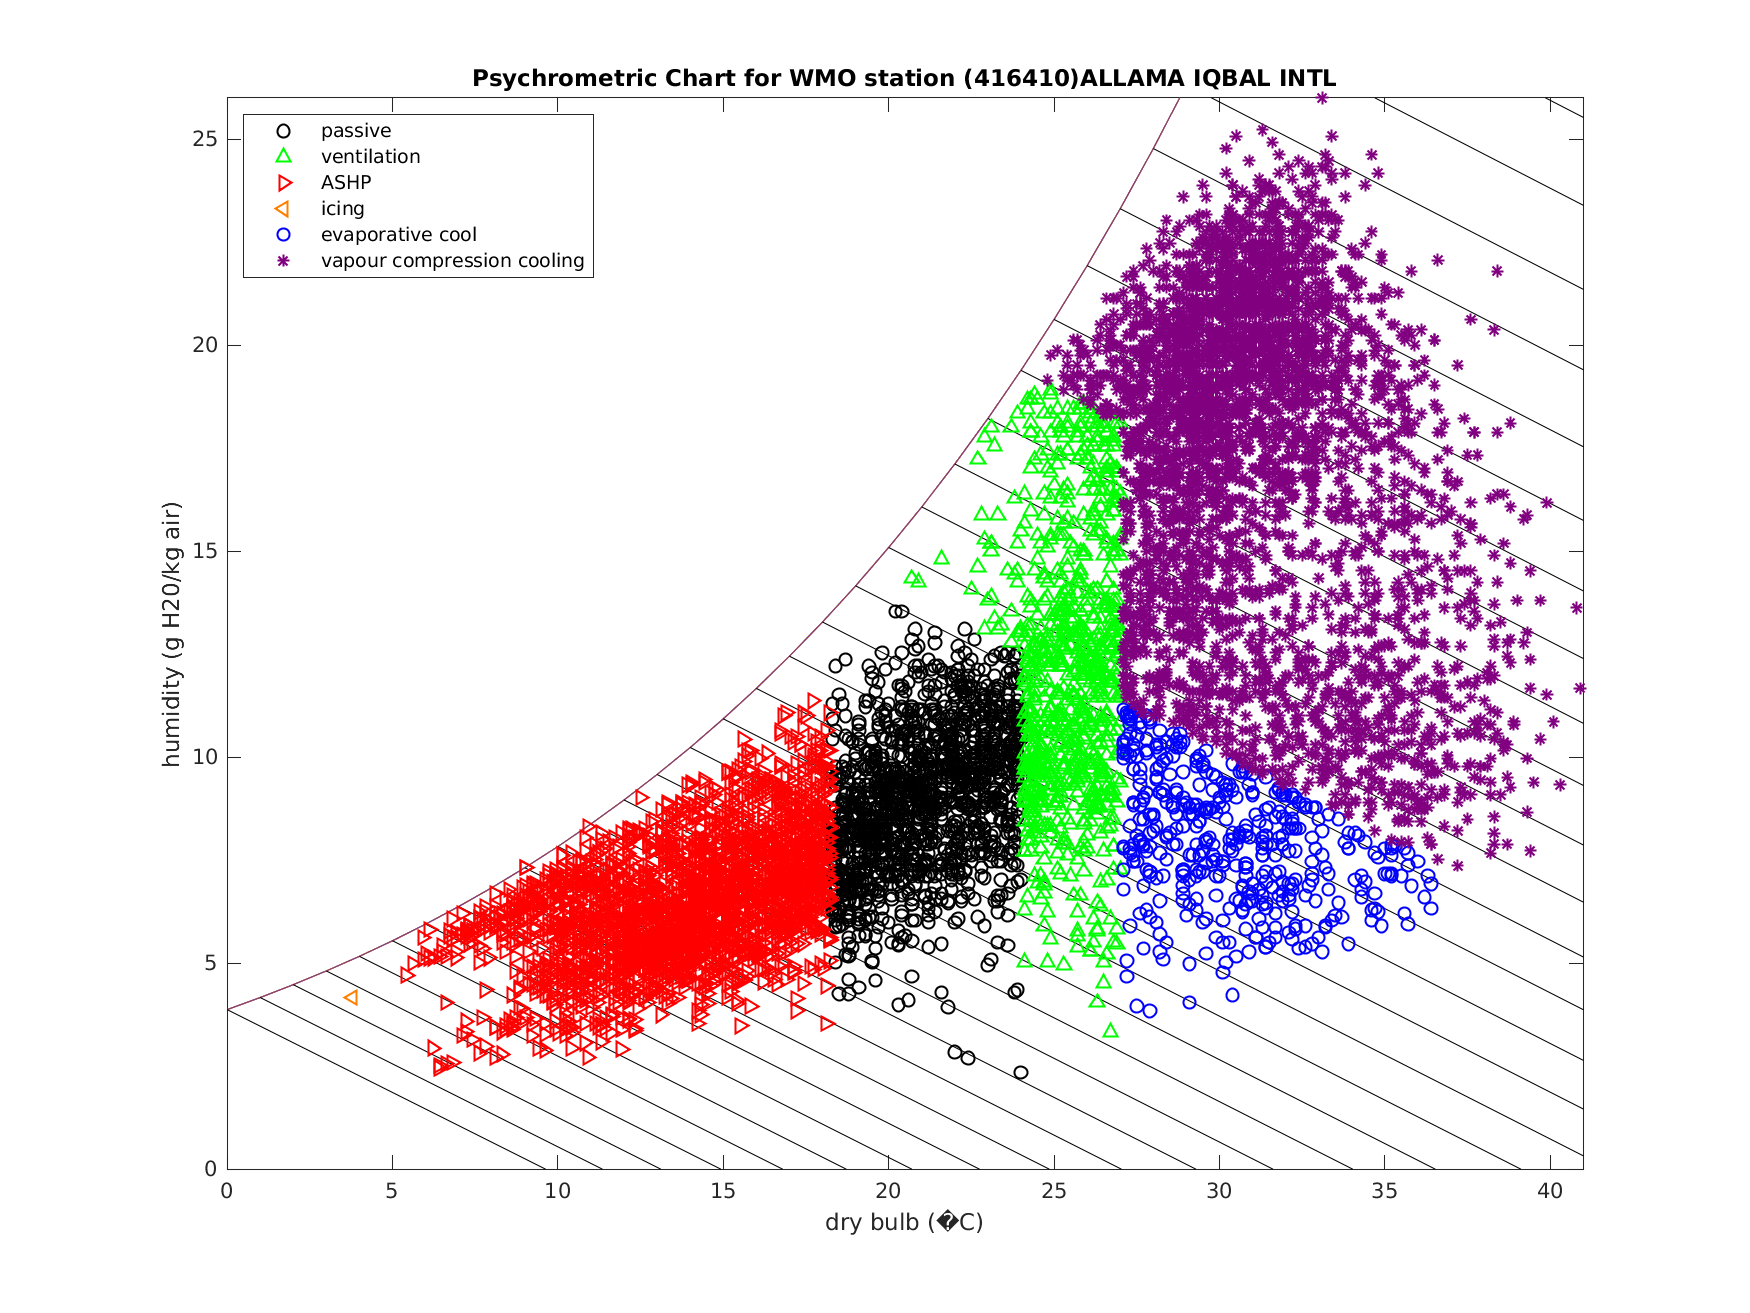 Psychrometric Chart for WMO station (416410)ALLAMA IQBAL INTL
passive
ventilation
ASHP
icing
evaporative cool
vapour compression cooling
humidity (g H20/kg air)
25
20
15
10
5
0
0 5 10 15 20 25 30 35 40
dry bulb (�C)